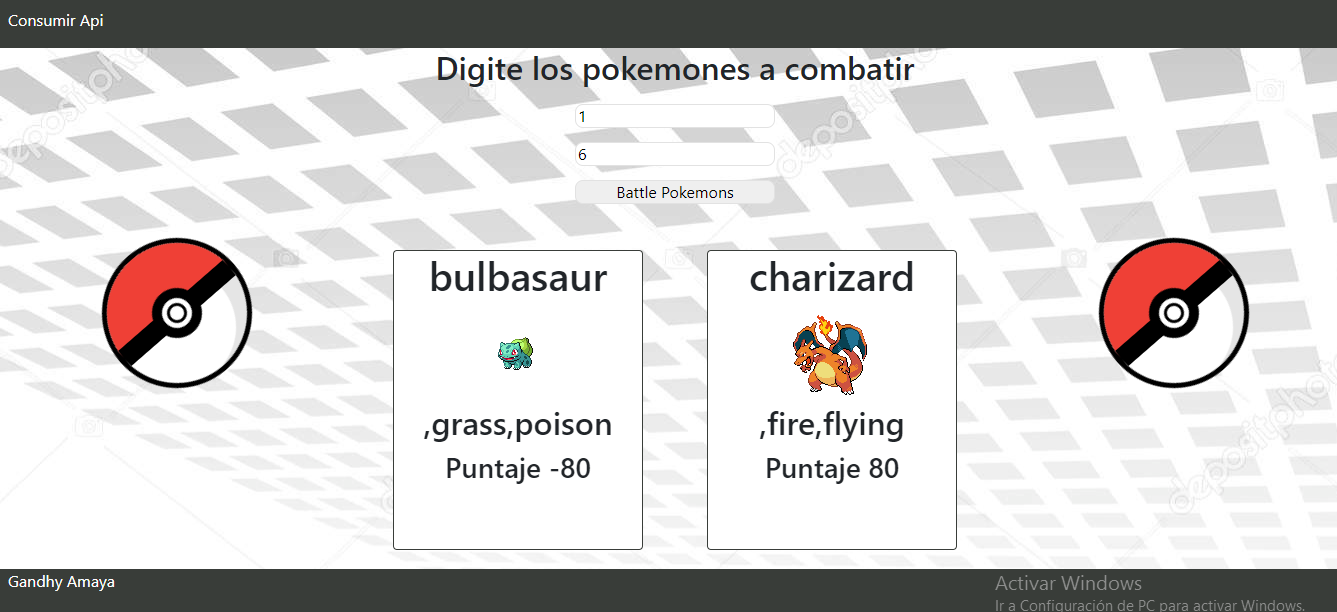 Consumir Api
Digite los pokemones a combatir
1
6
Battle Pokemons
bulbasaur
,grass,poison
Puntaje -80
charizard
,fire,flying
Puntaje 80
depositphotos
Gandhy Amaya
Activar Windows
Ir a Configuración de PC para activar Windows.